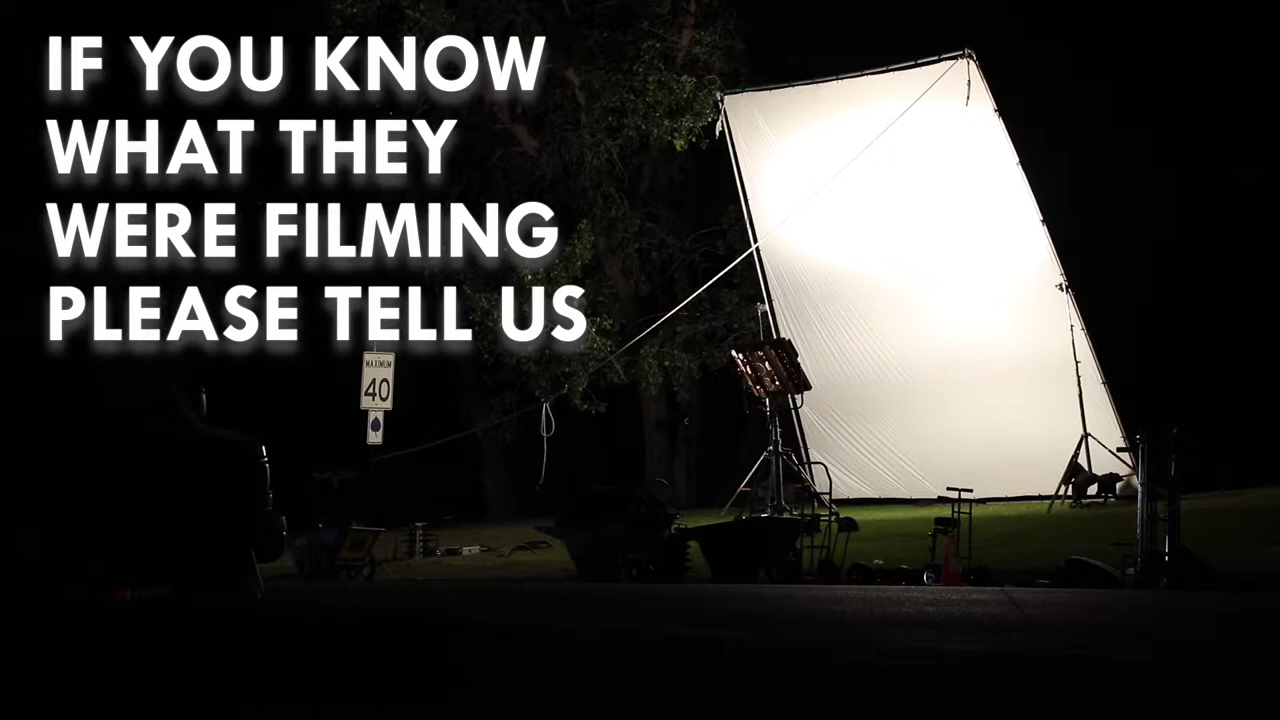 IF YOU KNOW
WHAT THEY
WERE FILMING
PLEASE TELL US
MAXIMUM
40